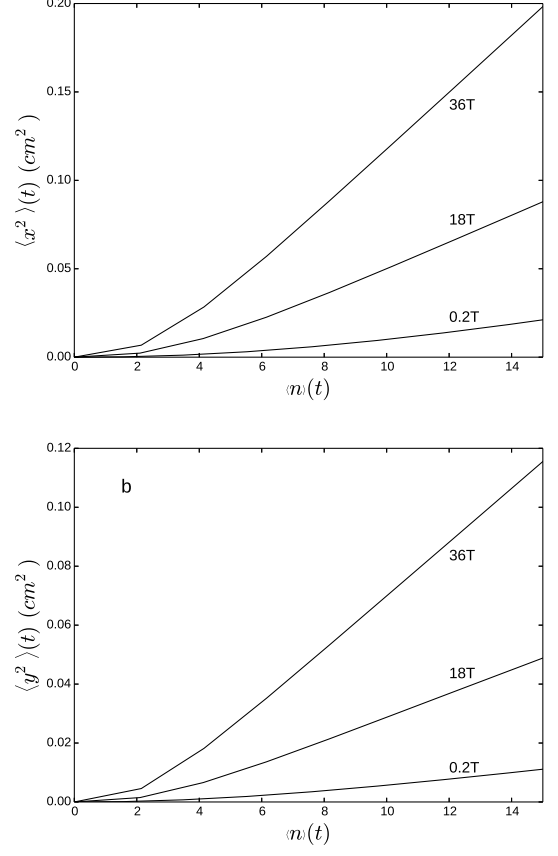 0.20
0.15
0.10
0.05
0.00
⟨x² ⟩(t) (cm² )
36T
18T
0.2T
0 2 4 6 8 10 12 14
⟨n⟩(t)
0.12
0.10
0.08
0.06
0.04
0.02
0.00
⟨y² ⟩(t) (cm² )
b
36T
18T
0.2T
0 2 4 6 8 10 12 14
⟨n⟩(t)